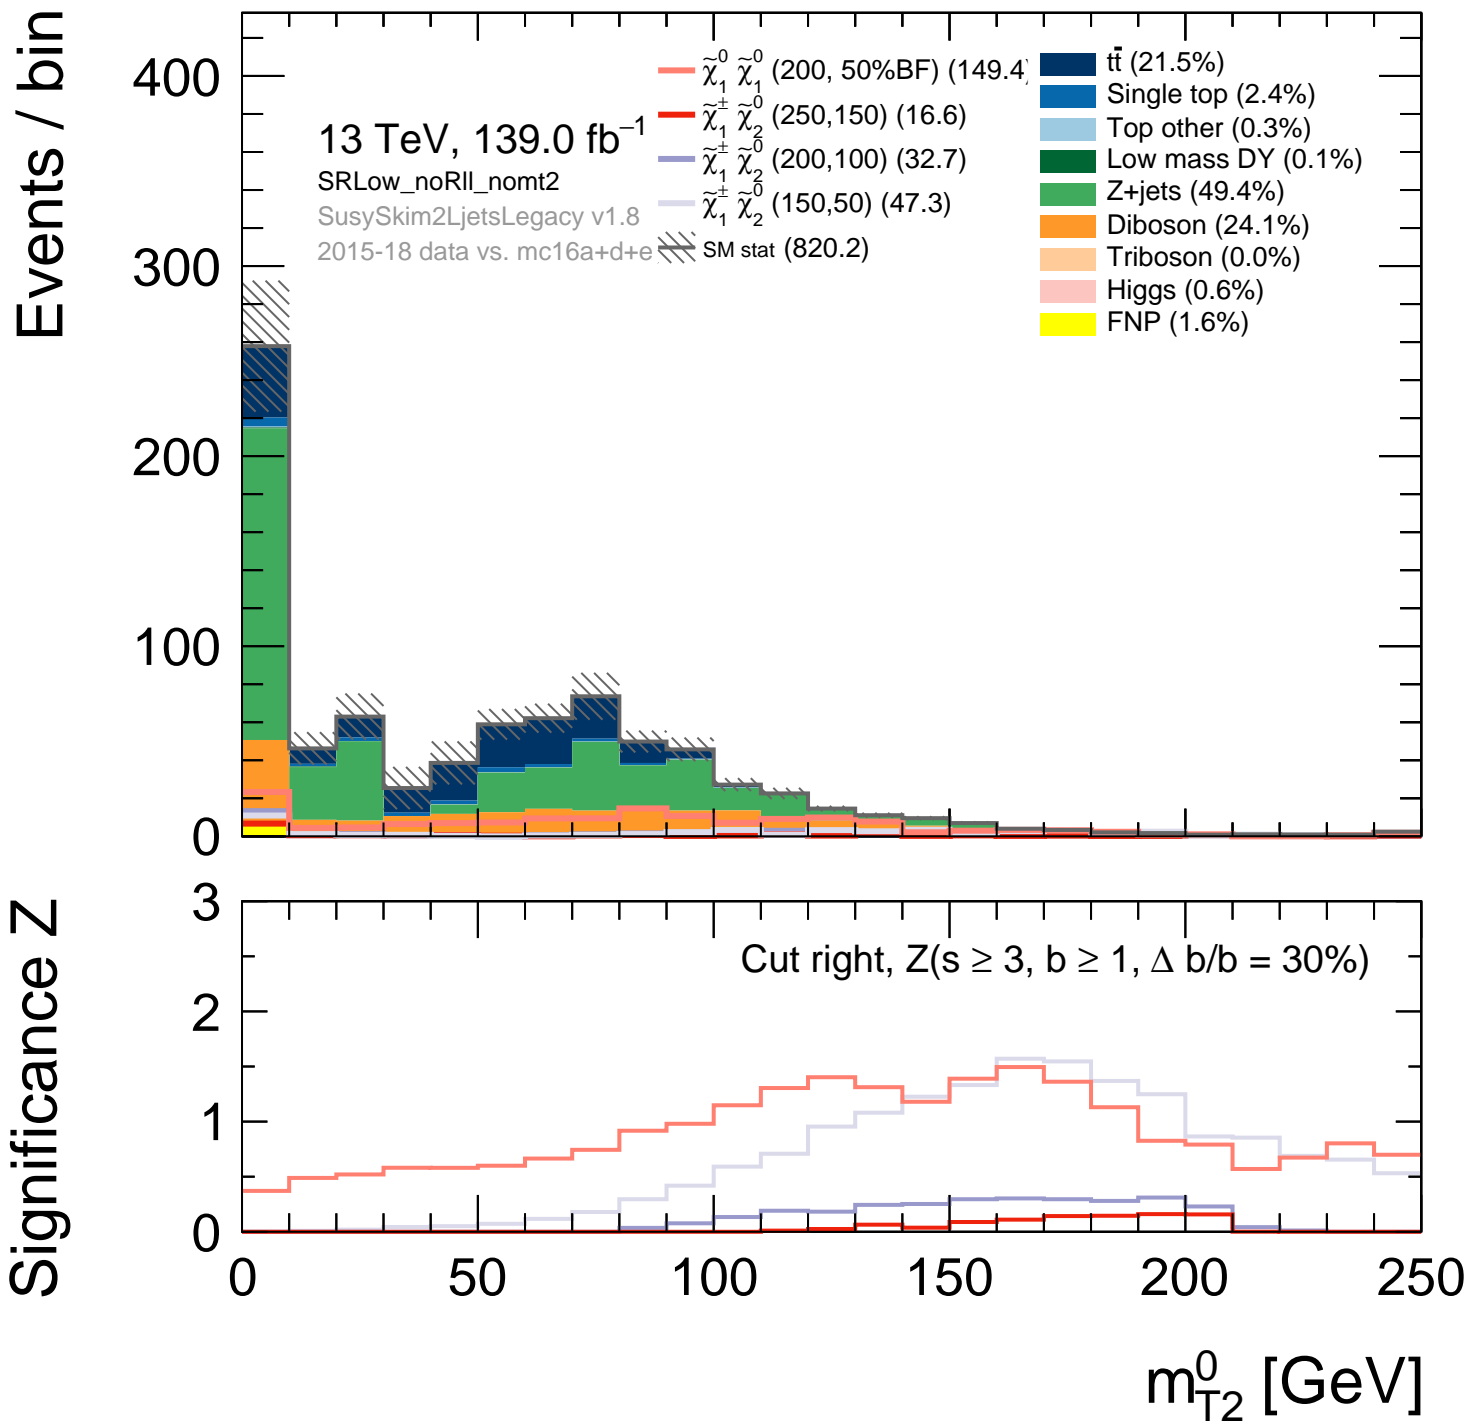 Events / bin
400
300
200
100
0
13 TeV, 139.0 fb⁻¹
SRLow_noRll_nomt2
SusySkim2LjetsLegacy v1.8
2015-18 data vs. mc16a+d+e
χ̃₁⁰ χ̃₁⁰ (200, 50%BF) (149.4)
χ̃₁± χ̃₂⁰ (250,150) (16.6)
χ̃₁± χ̃₂⁰ (200,100) (32.7)
χ̃₁± χ̃₂⁰ (150,50) (47.3)
SM stat (820.2)
tt̄ (21.5%)
Single top (2.4%)
Top other (0.3%)
Low mass DY (0.1%)
Z+jets (49.4%)
Diboson (24.1%)
Triboson (0.0%)
Higgs (0.6%)
FNP (1.6%)
Significance Z
3
2
1
0
Cut right, Z(s ≥ 3, b ≥ 1, Δ b/b = 30%)
0 50 100 150 200 250
m⁰T2 [GeV]